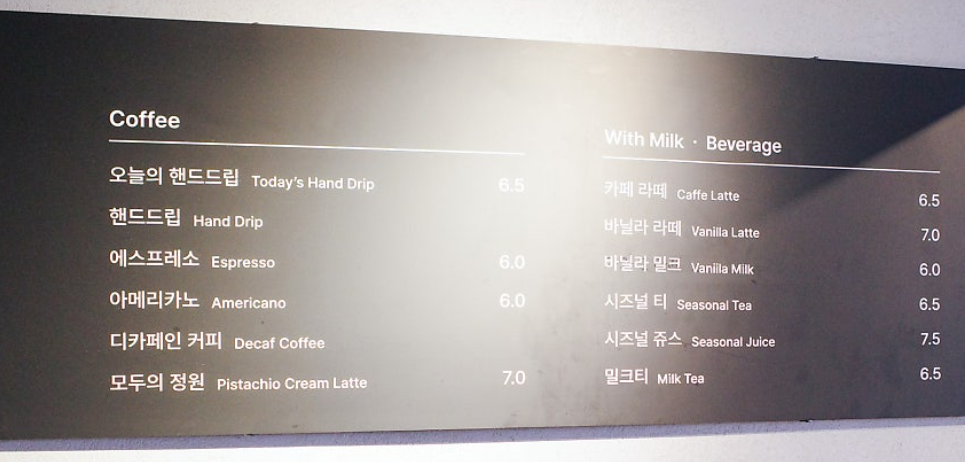 Coffee
오늘의 핸드드립 Today's Hand Drip 6.5
핸드드립 Hand Drip
에스프레소 Espresso 6.0
아메리카노 Americano 6.0
디카페인 커피 Decaf Coffee
모두의 정원 Pistachio Cream Latte 7.0
With Milk · Beverage
카페 라떼 Caffe Latte 6.5
바닐라 라떼 Vanilla Latte 7.0
바닐라 밀크 Vanilla Milk 6.0
시즈널 티 Seasonal Tea 6.5
시즈널 쥬스 Seasonal Juice 7.5
밀크티 Milk Tea 6.5